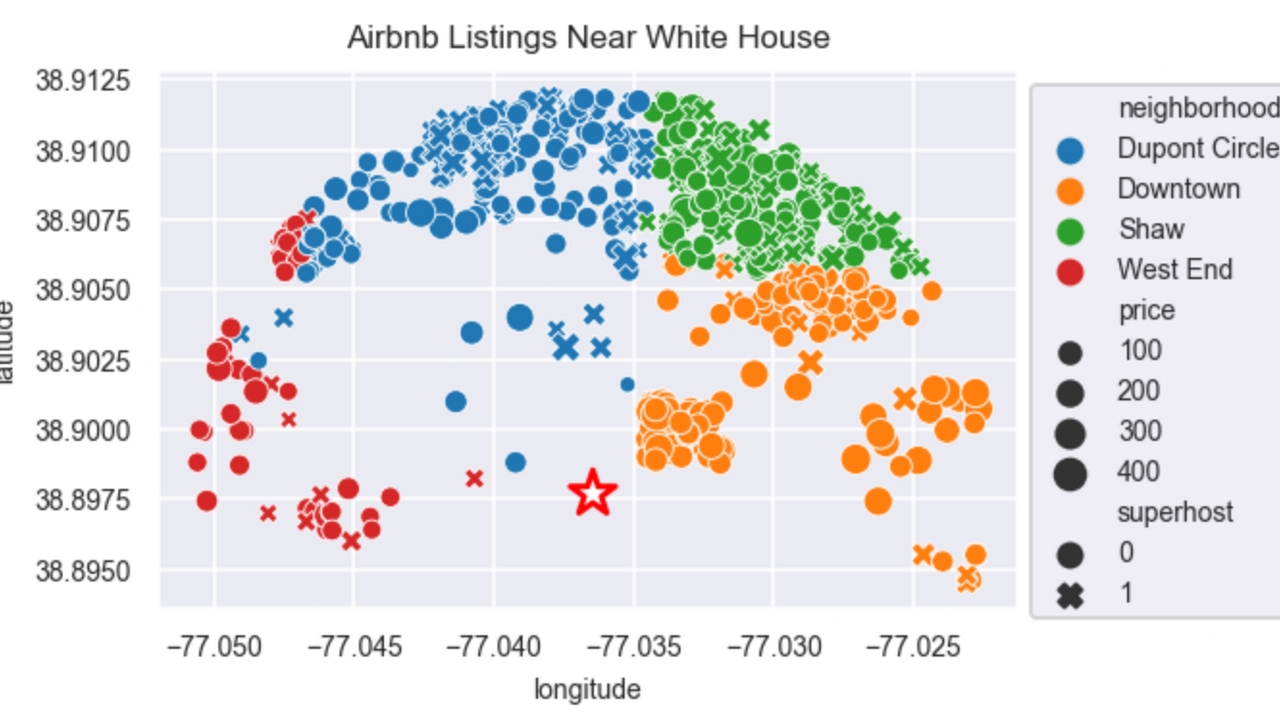 Airbnb Listings Near White House
38.9125
38.9100
38.9075
38.9050
38.9025
38.9000
38.8975
38.8950
latitude
−77.050
−77.045
−77.040
−77.035
−77.030
−77.025
longitude
neighborhood
Dupont Circle
Downtown
Shaw
West End
price
100
200
300
400
superhost
0
1